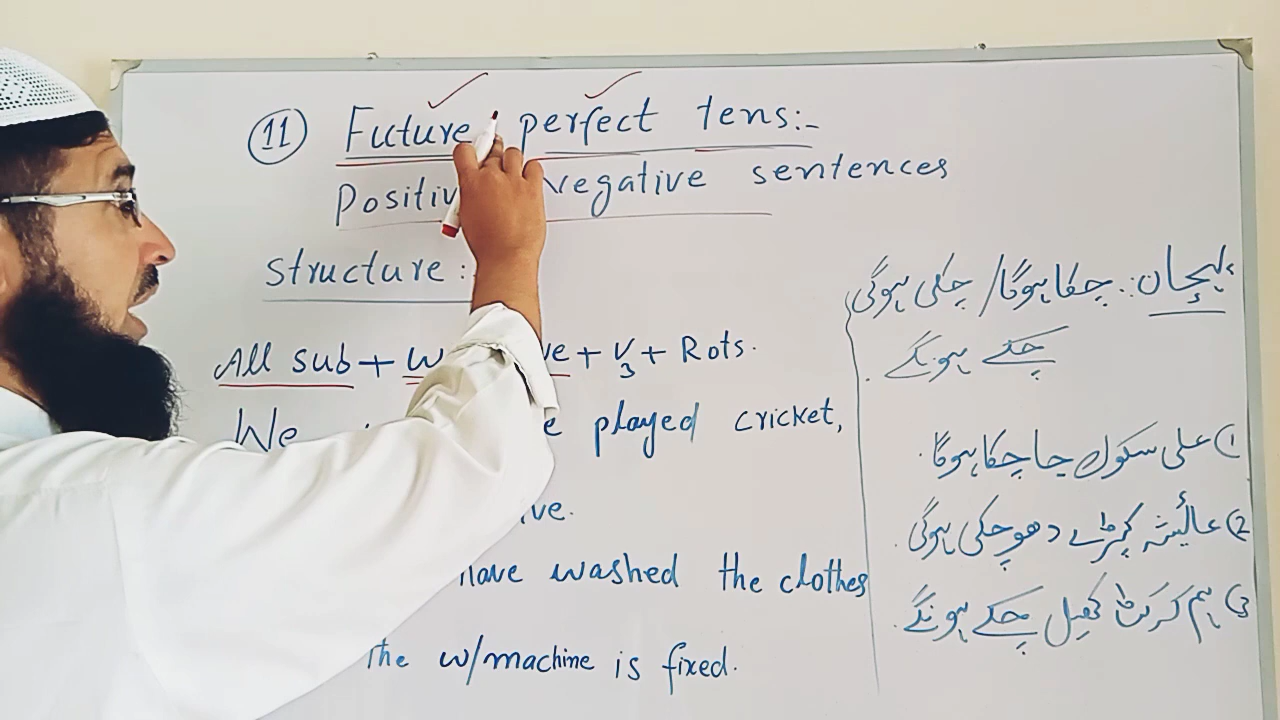 11 Future perfect tens:-
Positiv Negative sentences
Structure:
All sub + W ve + V3 + Rots.
We e played cricket,
ve.
have washed the clothes
The w/machine is fixed.
پہچان: چکا ہوگا / چکی ہوگی
چکے ہونگے
1) علی سکول جا چکا ہوگا.
2) عائیشہ کپڑے دھو چکی ہوگی.
3) ہم کرکٹ کھیل چکے ہونگے.